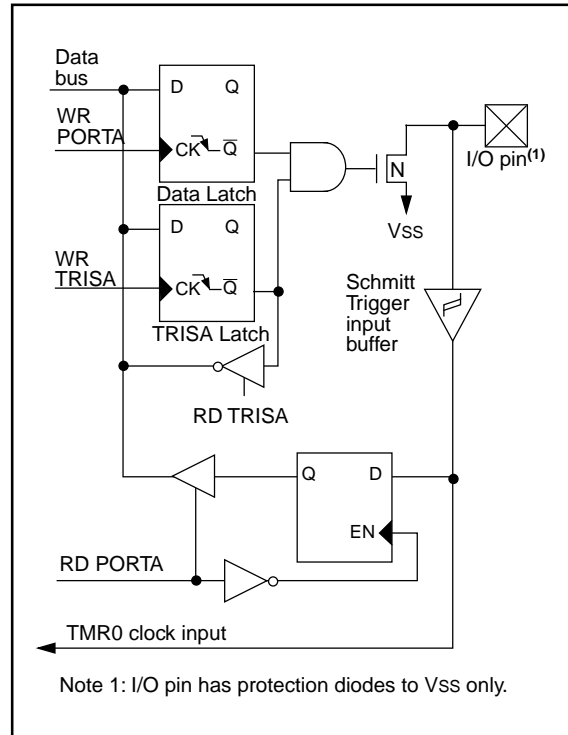 Data
bus
D Q
WR
PORTA
CK Q
Data Latch
N
I/O pin(1)
VSS
D Q
WR
TRISA
CK Q
TRISA Latch
Schmitt
Trigger
input
buffer
RD TRISA
Q D
EN
RD PORTA
TMR0 clock input
Note 1: I/O pin has protection diodes to VSS only.